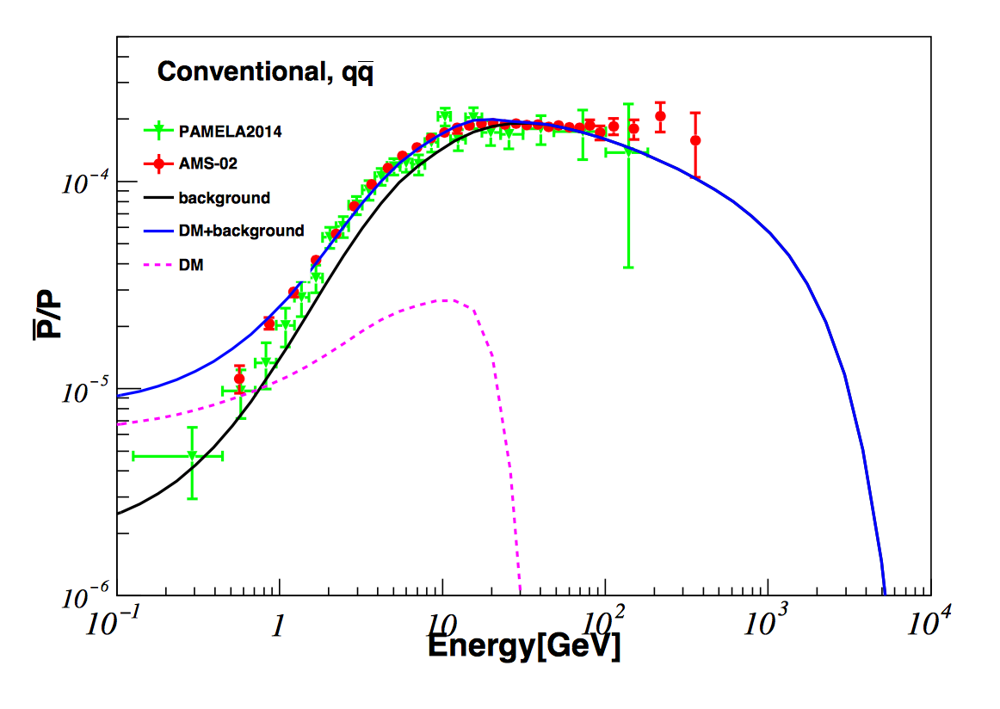 Conventional, qq̅
PAMELA2014
AMS-02
background
DM+background
DM
P̅/P
10⁻⁴
10⁻⁵
10⁻⁶
10⁻¹ 1 10 10² 10³ 10⁴
Energy[GeV]